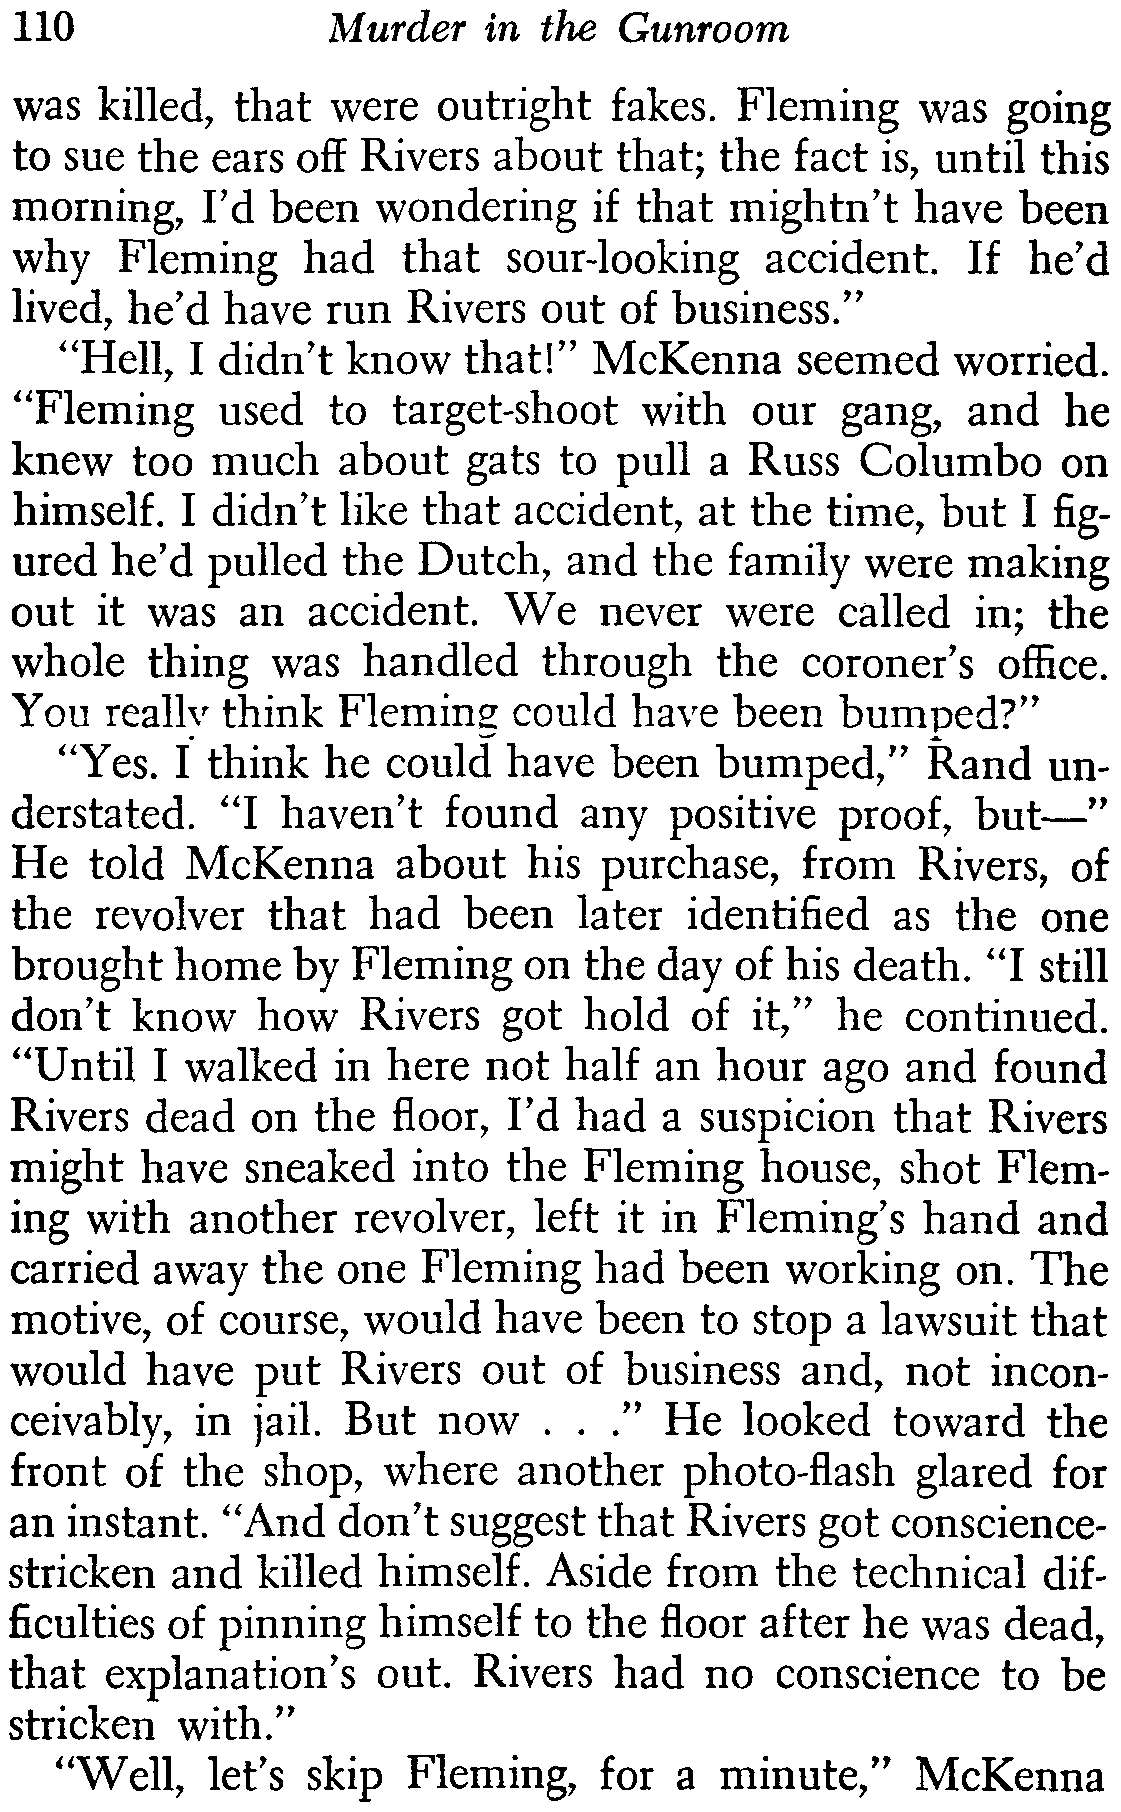 110 Murder in the Gunroom
was killed, that were outright fakes. Fleming was going
to sue the ears off Rivers about that; the fact is, until this
morning, I'd been wondering if that mightn't have been
why Fleming had that sour-looking accident. If he'd
lived, he'd have run Rivers out of business."
"Hell, I didn't know that!" McKenna seemed worried.
"Fleming used to target-shoot with our gang, and he
knew too much about gats to pull a Russ Columbo on
himself. I didn't like that accident, at the time, but I fig-
ured he'd pulled the Dutch, and the family were making
out it was an accident. We never were called in; the
whole thing was handled through the coroner's office.
You really think Fleming could have been bumped?"
"Yes. I think he could have been bumped," Rand un-
derstated. "I haven't found any positive proof, but—"
He told McKenna about his purchase, from Rivers, of
the revolver that had been later identified as the one
brought home by Fleming on the day of his death. "I still
don't know how Rivers got hold of it," he continued.
"Until I walked in here not half an hour ago and found
Rivers dead on the floor, I'd had a suspicion that Rivers
might have sneaked into the Fleming house, shot Flem-
ing with another revolver, left it in Fleming's hand and
carried away the one Fleming had been working on. The
motive, of course, would have been to stop a lawsuit that
would have put Rivers out of business and, not incon-
ceivably, in jail. But now . . ." He looked toward the
front of the shop, where another photo-flash glared for
an instant. "And don't suggest that Rivers got conscience-
stricken and killed himself. Aside from the technical dif-
ficulties of pinning himself to the floor after he was dead,
that explanation's out. Rivers had no conscience to be
stricken with."
"Well, let's skip Fleming, for a minute," McKenna